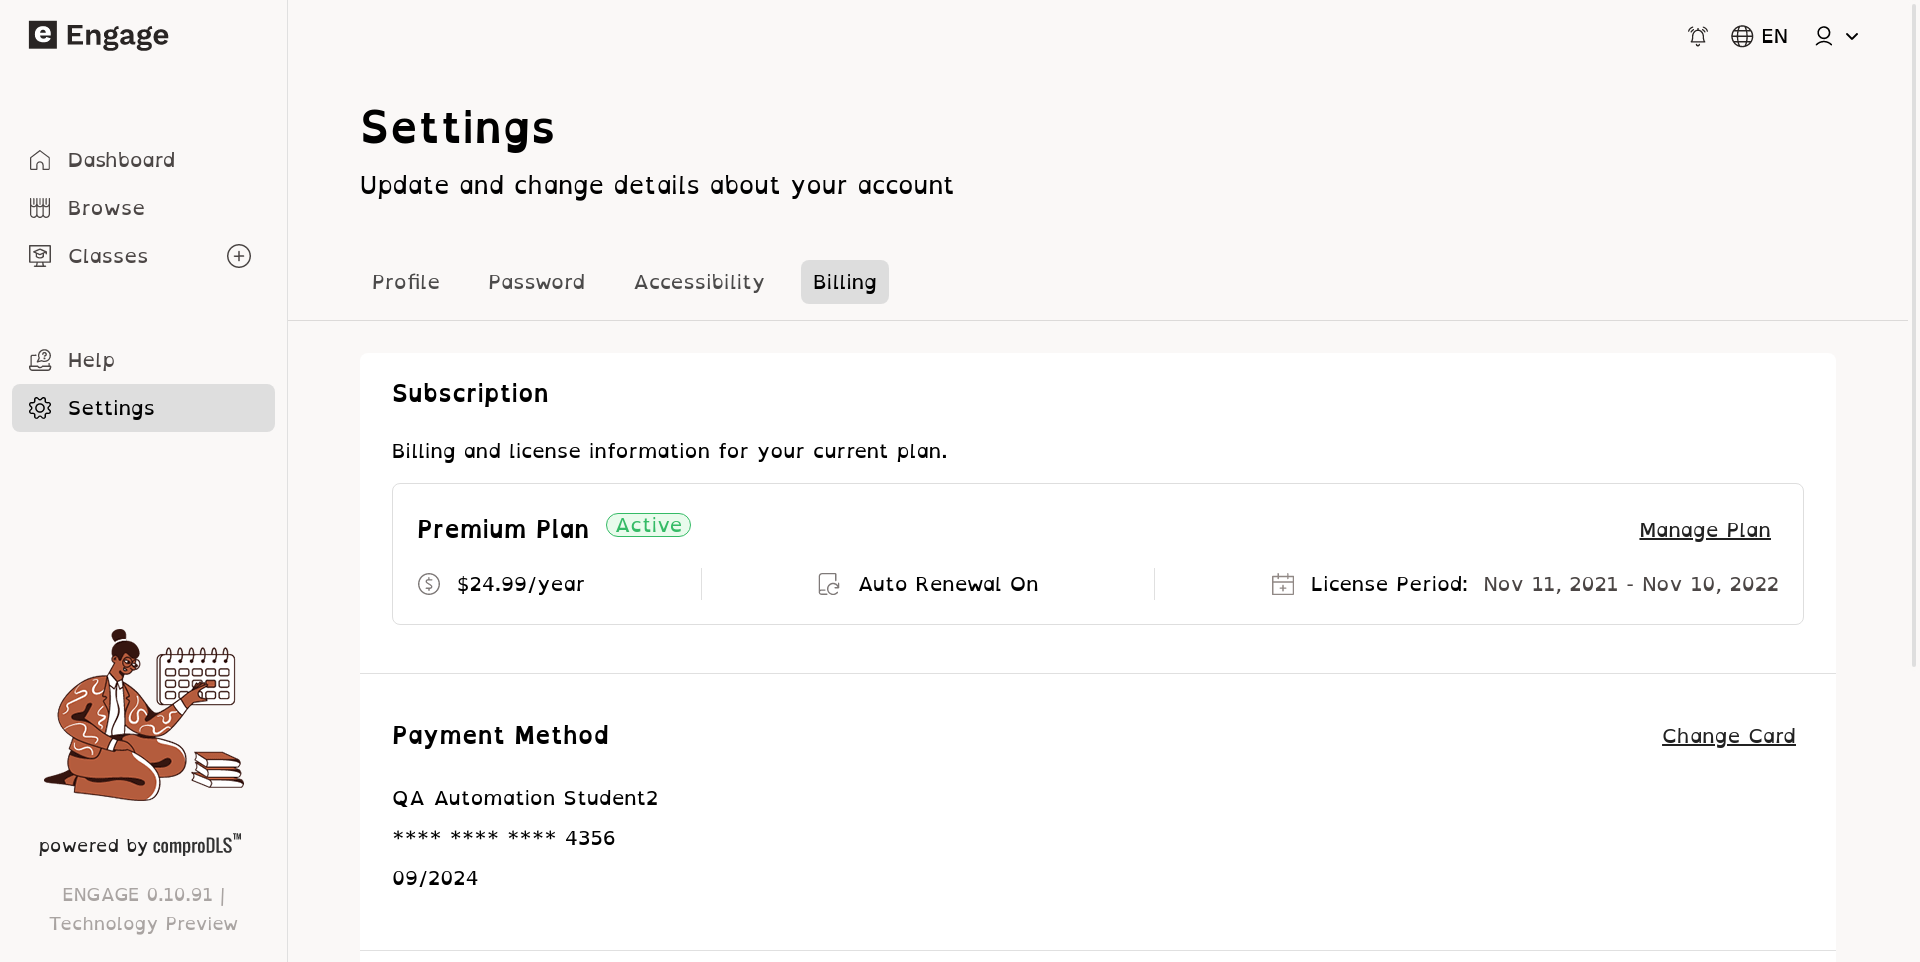 e Engage
EN
Dashboard
Browse
Classes
Help
Settings
powered by comproDLS™
ENGAGE 0.10.91 |
Technology Preview
Settings
Update and change details about your account
Profile Password Accessibility Billing
Subscription
Billing and license information for your current plan.
Premium Plan Active Manage Plan
$24.99/year Auto Renewal On License Period: Nov 11, 2021 - Nov 10, 2022
Payment Method Change Card
QA Automation Student2
**** **** **** 4356
09/2024